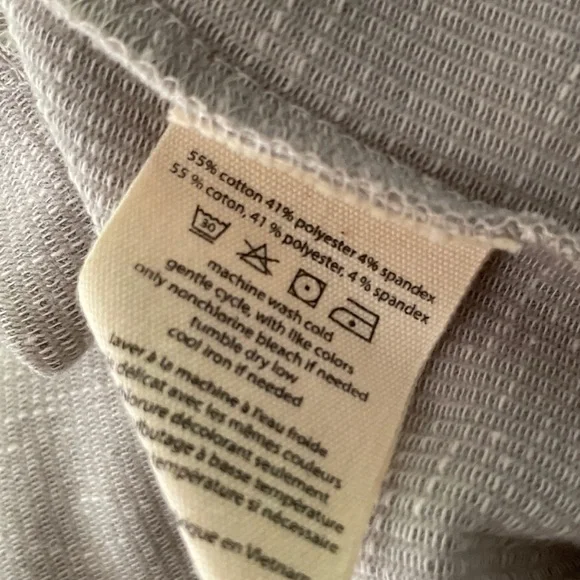 55% cotton 41% polyester 4% spandex
55 % coton, 41 % polyester, 4 % spandex
30
machine wash cold
gentle cycle, with like colors
only nonchlorine bleach if needed
tumble dry low
cool iron if needed
laver à la machine à l'eau froide
délicat avec les mêmes couleurs
décolorant seulement
à basse température
température si nécessaire
en Vietnam